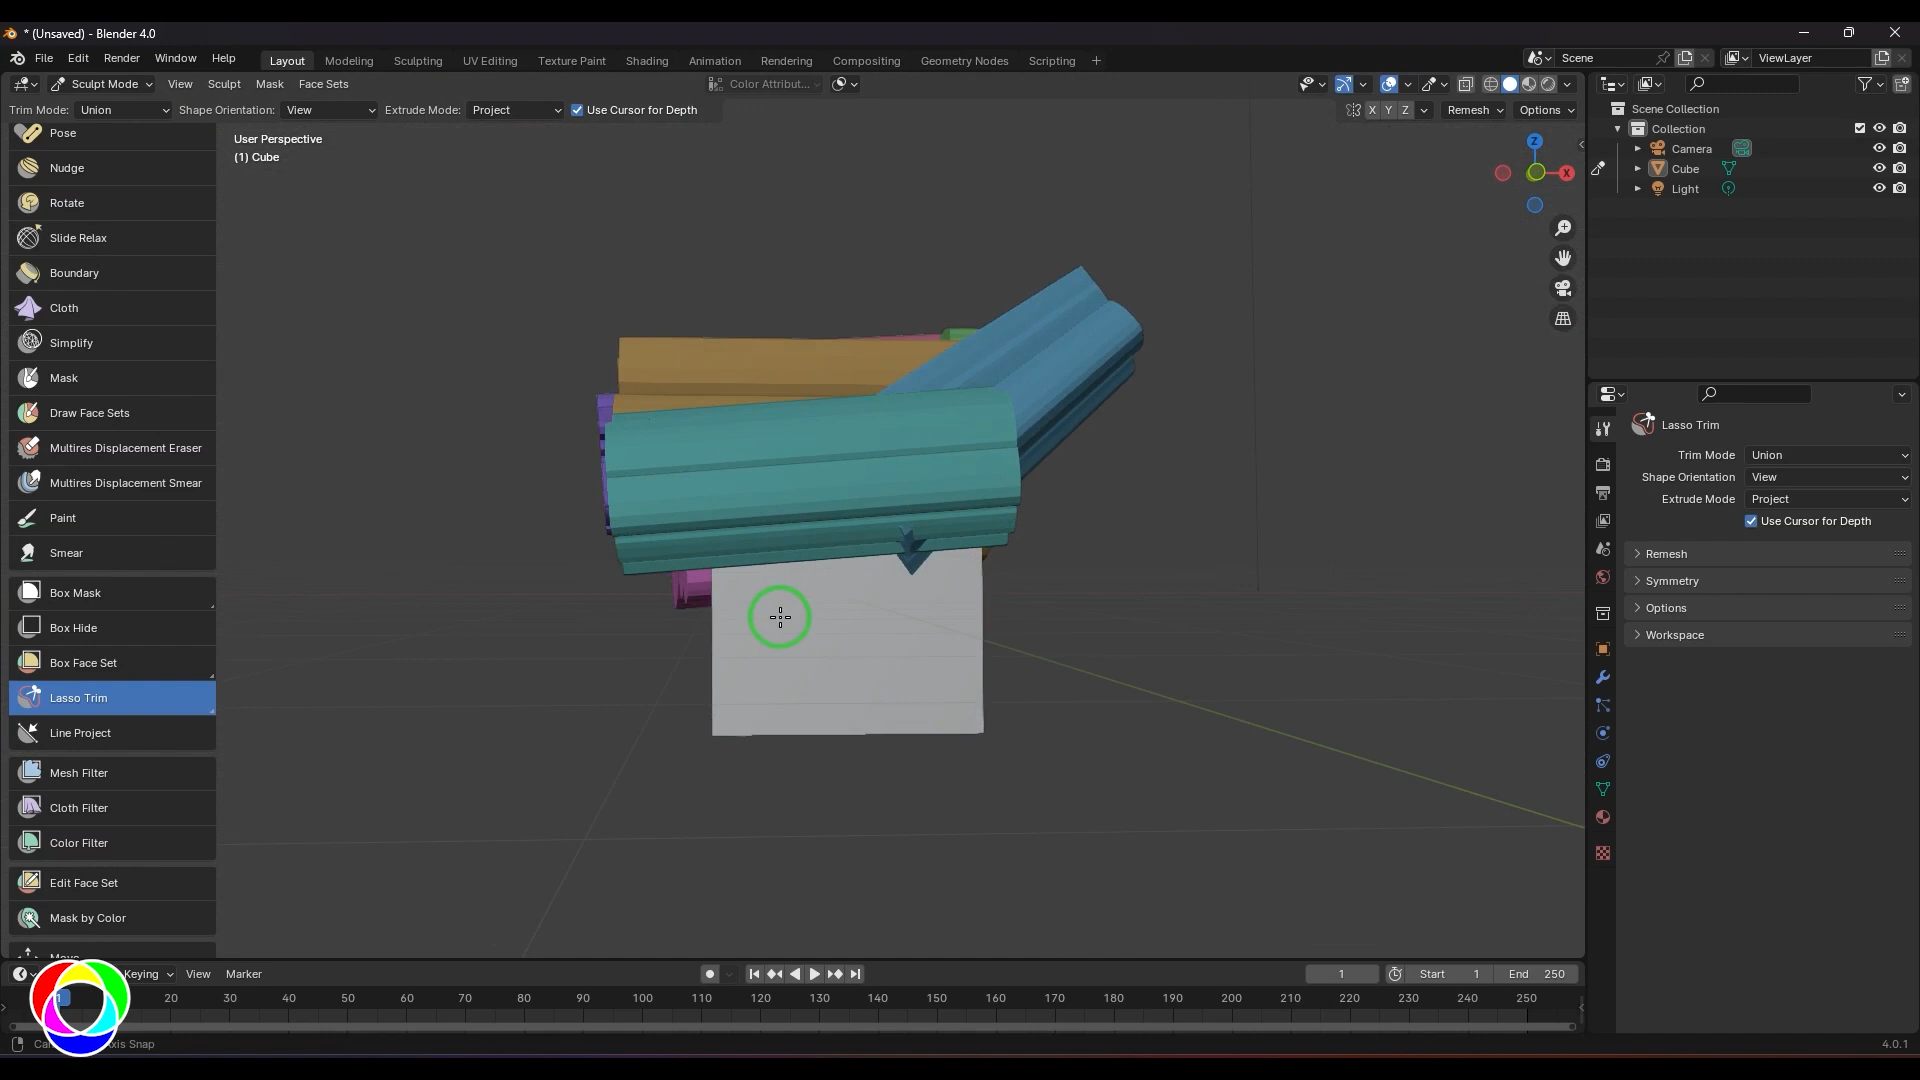 * (Unsaved) - Blender 4.0
File Edit Render Window Help
Layout Modeling Sculpting UV Editing Texture Paint Shading Animation Rendering Compositing Geometry Nodes Scripting +
Scene
ViewLayer
Sculpt Mode View Sculpt Mask Face Sets
Color Attribut...
Trim Mode: Union Shape Orientation: View Extrude Mode: Project Use Cursor for Depth
X Y Z Remesh Options
User Perspective
(1) Cube
Z
X
Pose
Nudge
Rotate
Slide Relax
Boundary
Cloth
Simplify
Mask
Draw Face Sets
Multires Displacement Eraser
Multires Displacement Smear
Paint
Smear
Box Mask
Box Hide
Box Face Set
Lasso Trim
Line Project
Mesh Filter
Cloth Filter
Color Filter
Edit Face Set
Mask by Color
Scene Collection
Collection
Camera
Cube
Light
Lasso Trim
Trim Mode Union
Shape Orientation View
Extrude Mode Project
Use Cursor for Depth
Remesh
Symmetry
Options
Workspace
Keying View Marker
1 Start 1 End 250
1 20 30 40 50 60 70 80 90 100 110 120 130 140 150 160 170 180 190 200 210 220 230 240 250
xis Snap
4.0.1